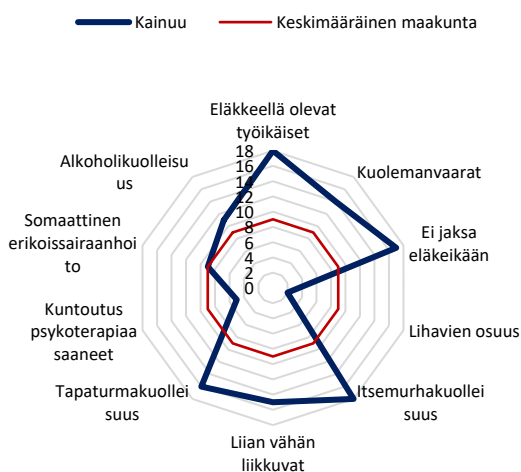 Kainuu
Keskimääräinen maakunta
Eläkkeellä olevat
työikäiset
Kuolemanvaarat
Ei jaksa
eläkeikään
Lihavien osuus
Itsemurhakuollei
suus
Liian vähän
liikkuvat
Tapaturmakuollei
suus
Kuntoutus
psykoterapiaa
saaneet
Somaattinen
erikoissairaanhoi
to
Alkoholikuolleisu
us
18
16
14
12
10
8
6
4
2
0